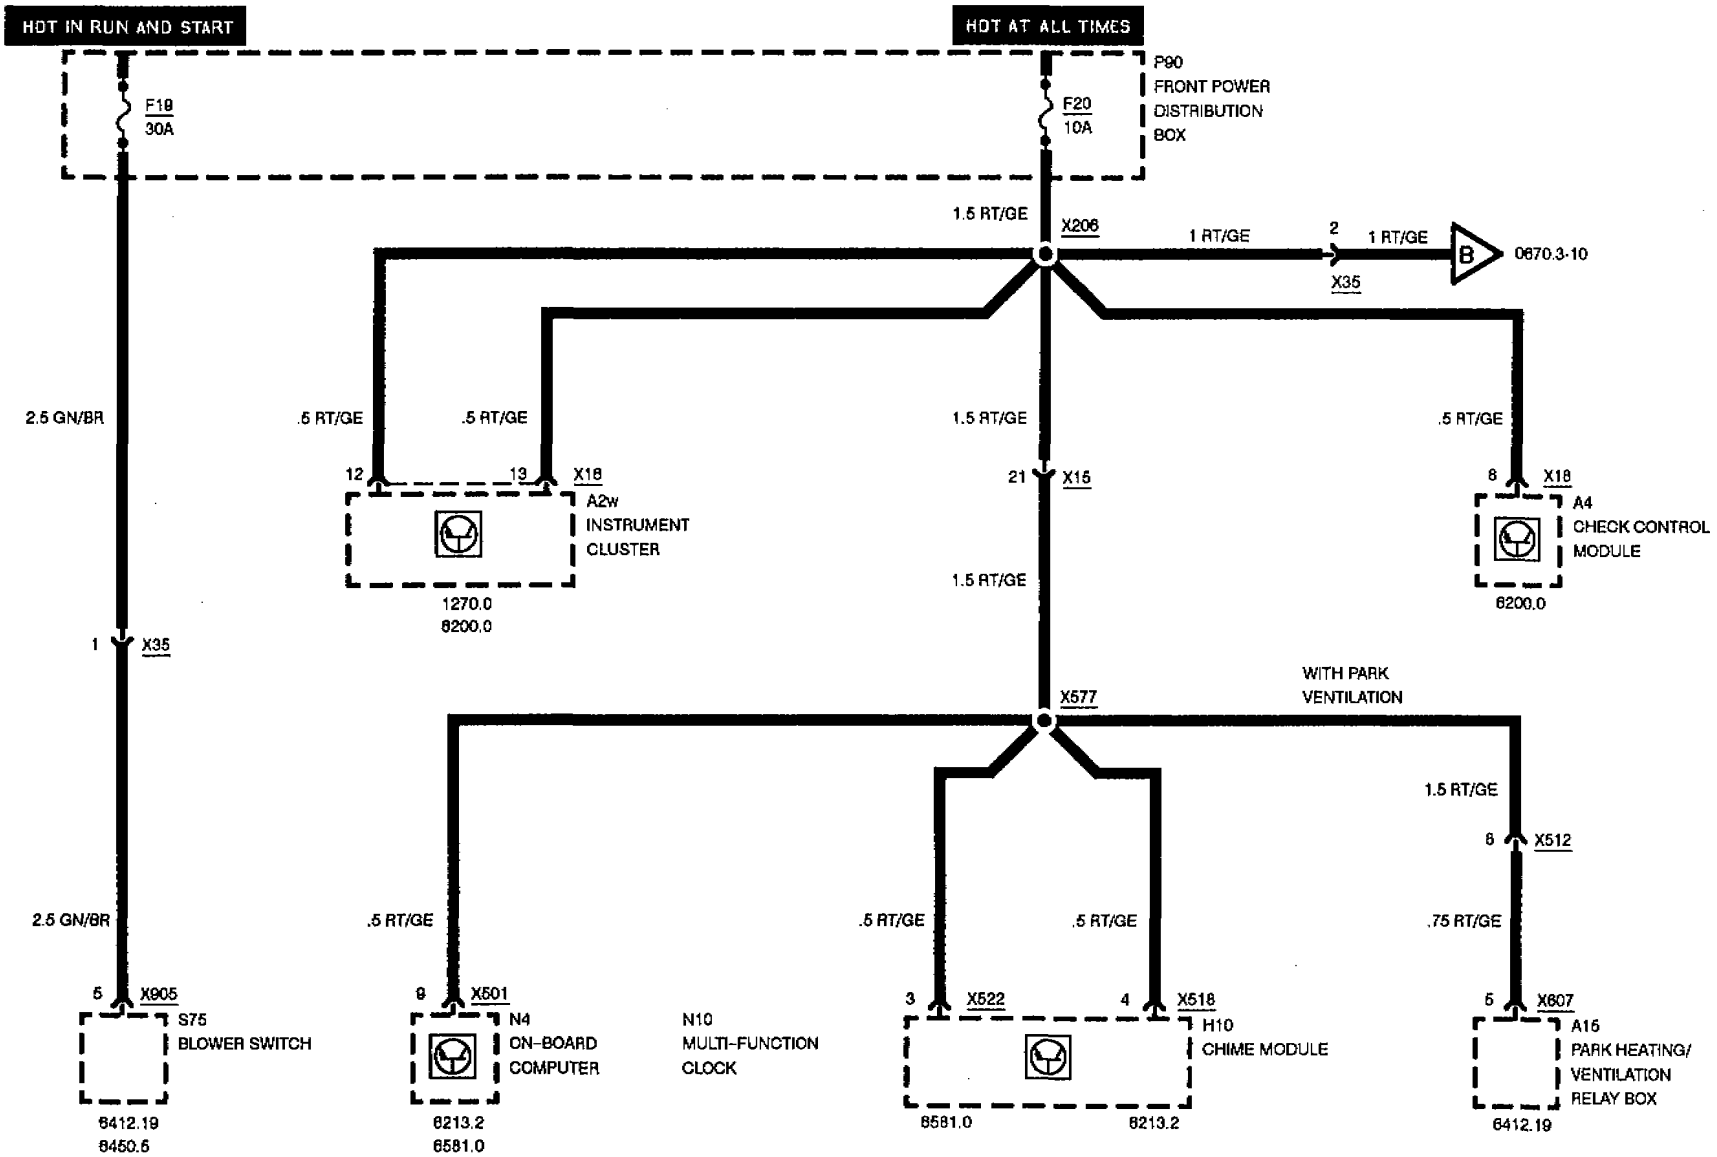 HOT IN RUN AND START
HOT AT ALL TIMES
P90
FRONT POWER
DISTRIBUTION
BOX
F19
30A
F20
10A
1.5 RT/GE
X206
1 RT/GE
2
1 RT/GE
B
0670.3-10
X35
2.5 GN/BR
.5 RT/GE
.5 RT/GE
1.5 RT/GE
.5 RT/GE
12
13
X16
21
X15
8
X18
A2w
INSTRUMENT
CLUSTER
A4
CHECK CONTROL
MODULE
1.5 RT/GE
1270.0
6200.0
6200.0
1
X35
WITH PARK
VENTILATION
X577
1.5 RT/GE
6
X512
2.5 GN/BR
.5 RT/GE
.5 RT/GE
.5 RT/GE
.75 RT/GE
5
X905
9
X501
3
X522
4
X518
5
X607
S75
BLOWER SWITCH
N4
ON-BOARD
COMPUTER
N10
MULTI-FUNCTION
CLOCK
H10
CHIME MODULE
A15
PARK HEATING/
VENTILATION
RELAY BOX
6412.19
6450.5
6213.2
6581.0
6581.0
6213.2
6412.19